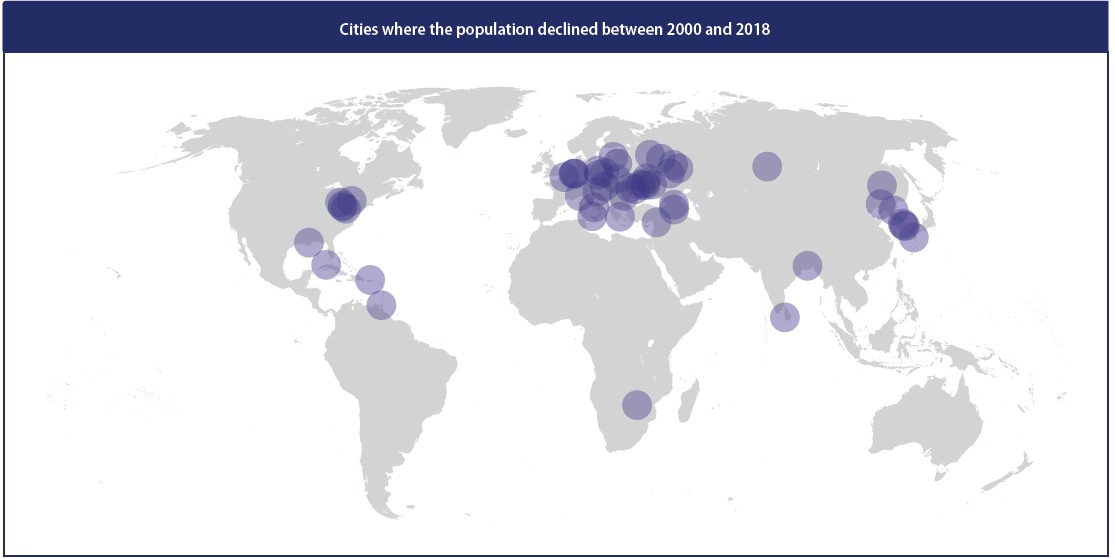 Cities where the population declined between 2000 and 2018